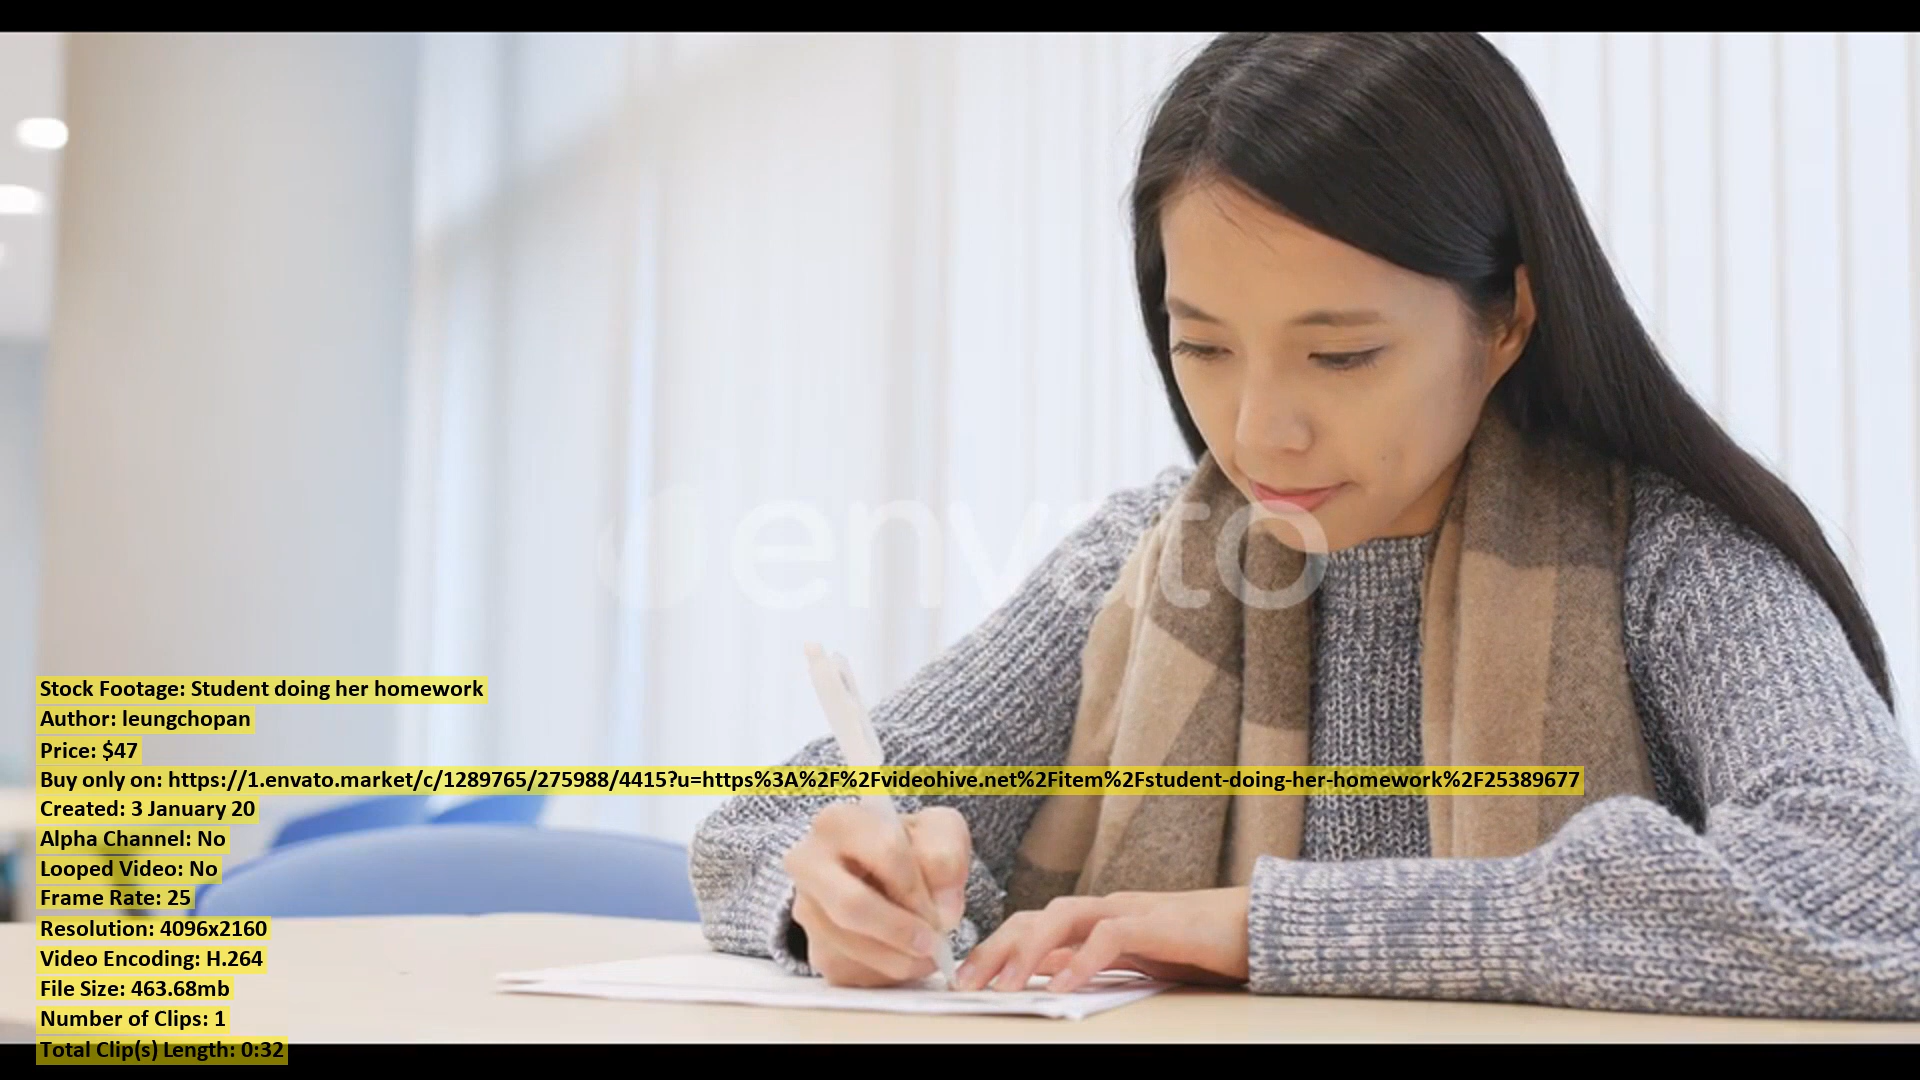 envato
Stock Footage: Student doing her homework
Author: leungchopan
Price: $47
Buy only on: https://1.envato.market/c/1289765/275988/4415?u=https%3A%2F%2Fvideohive.net%2Fitem%2Fstudent-doing-her-homework%2F25389677
Created: 3 January 20
Alpha Channel: No
Looped Video: No
Frame Rate: 25
Resolution: 4096x2160
Video Encoding: H.264
File Size: 463.68mb
Number of Clips: 1
Total Clip(s) Length: 0:32